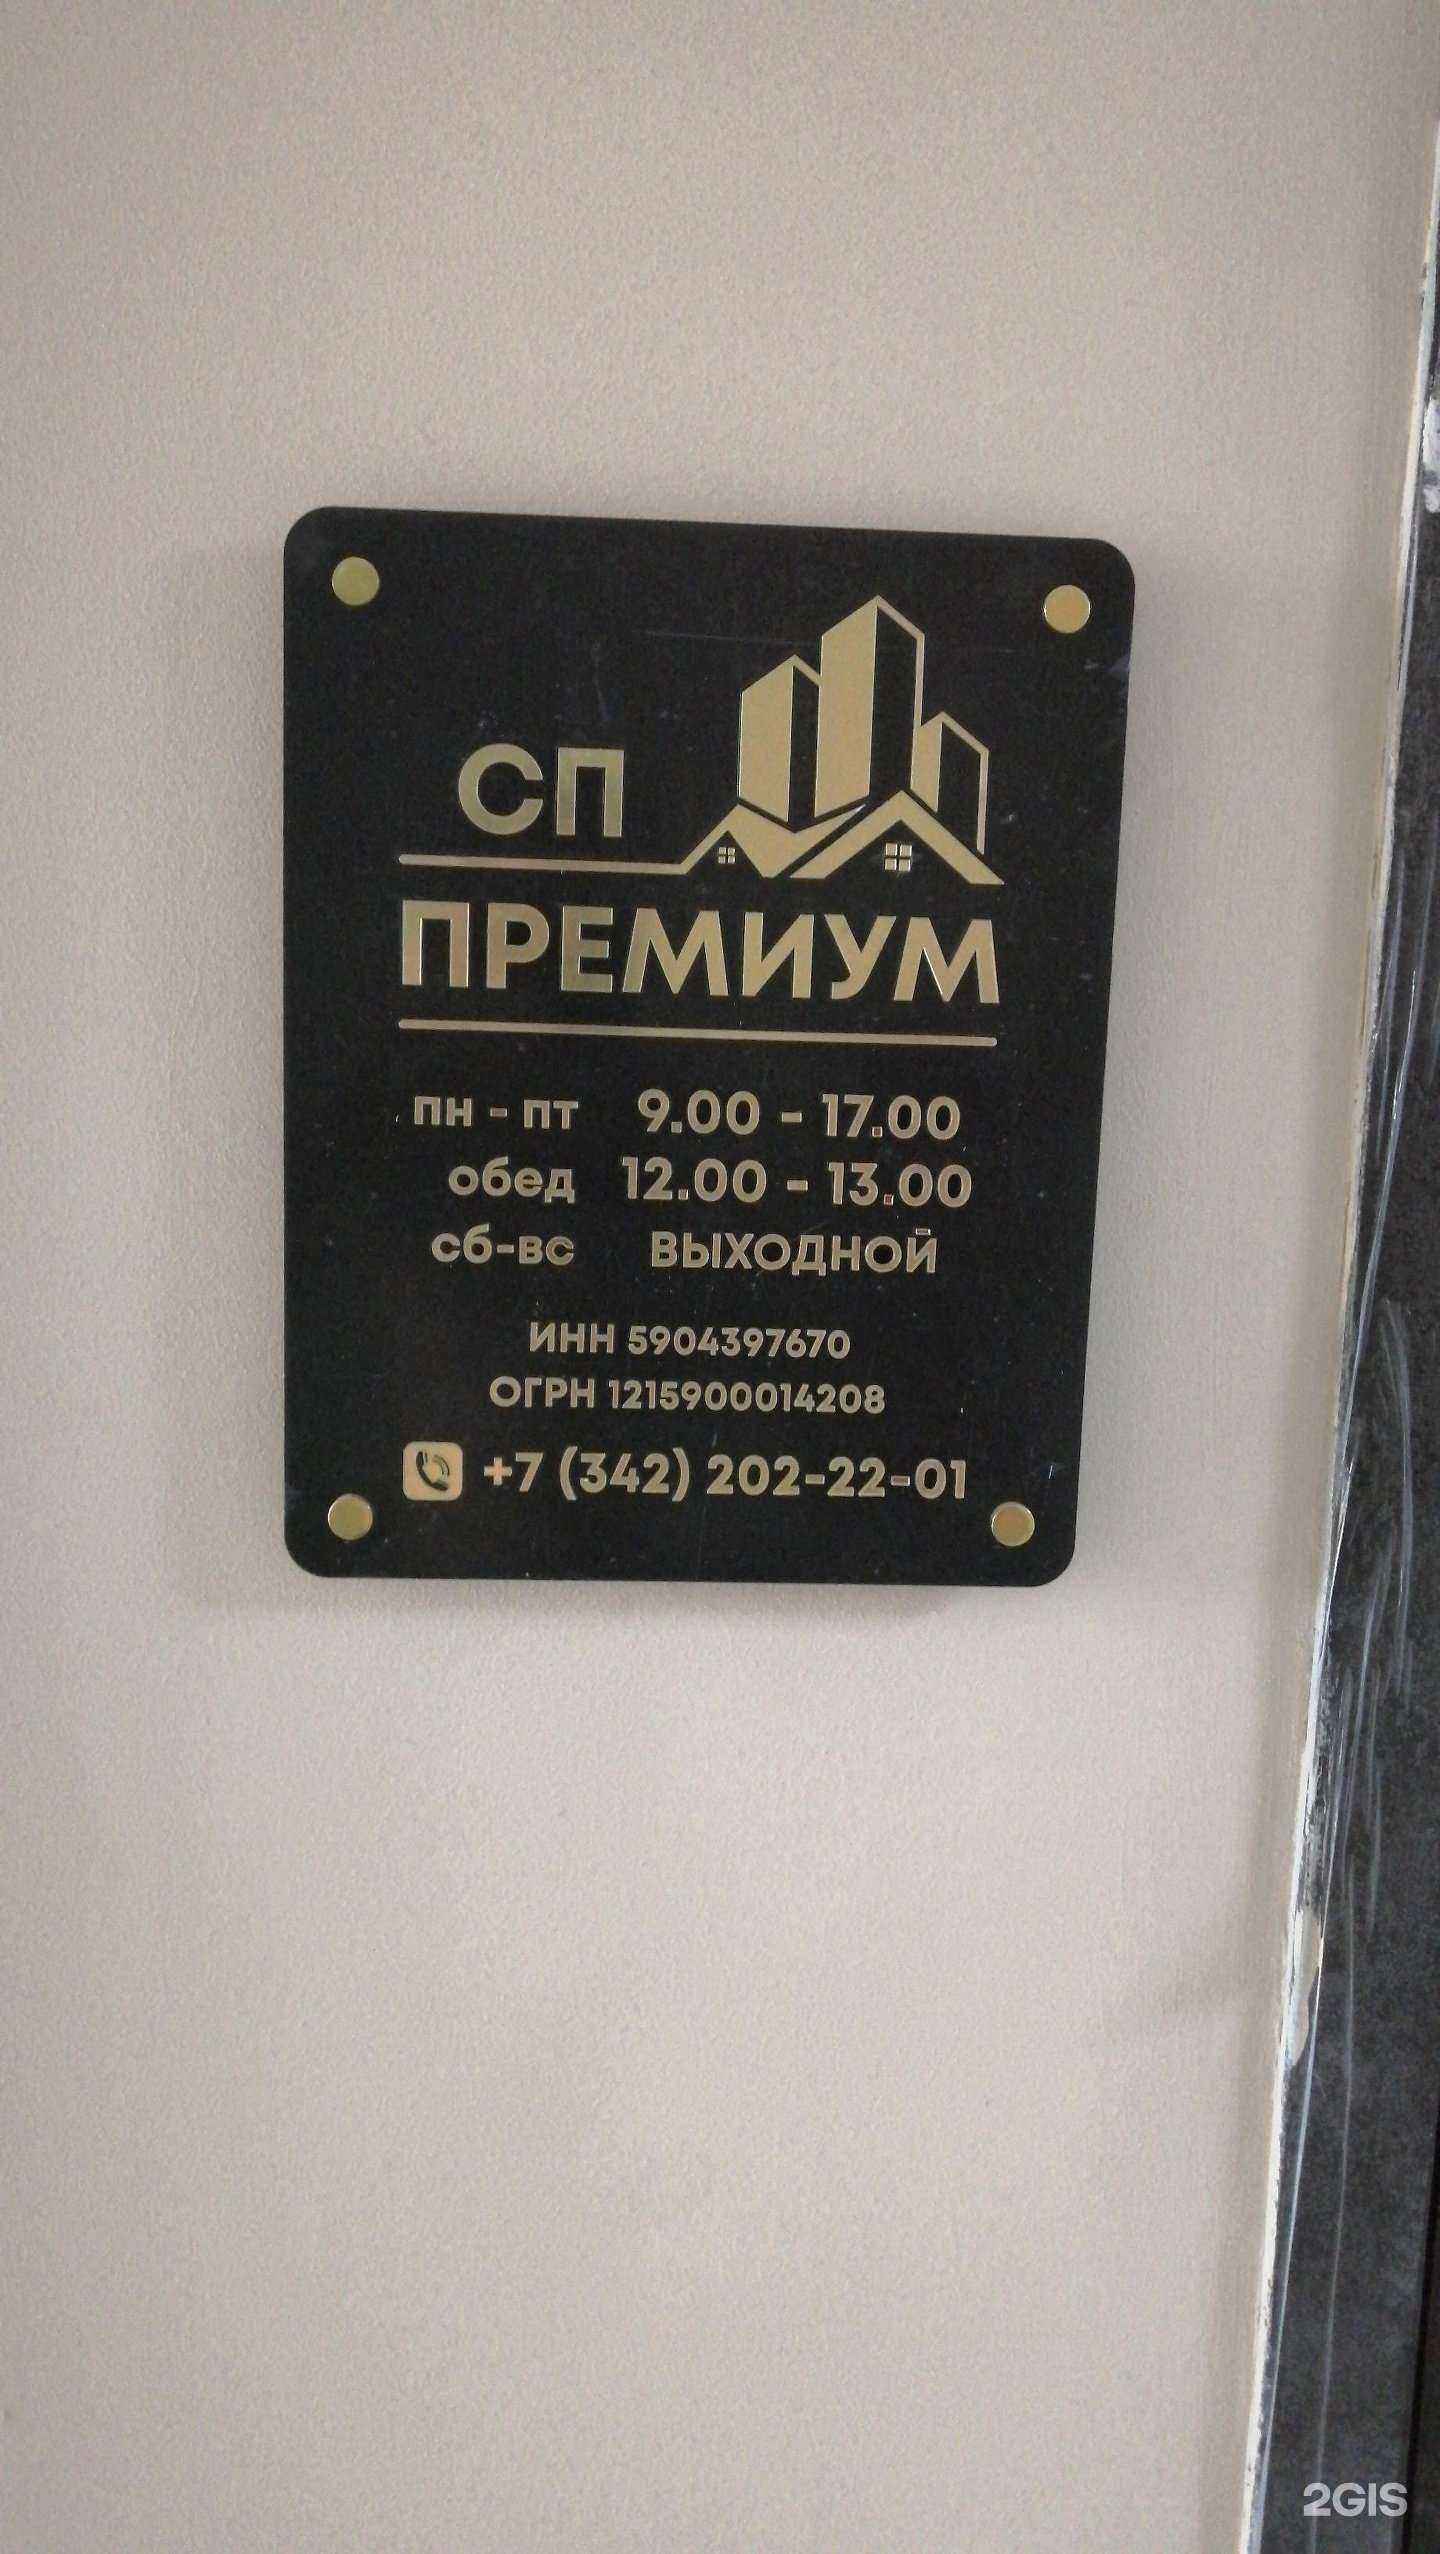 СП
ПРЕМИУМ
пн - пт 9.00 - 17.00
обед 12.00 - 13.00
сб-вс ВЫХОДНОЙ
ИНН 5904397670
ОГРН 1215900014208
+7 (342) 202-22-01
2GIS